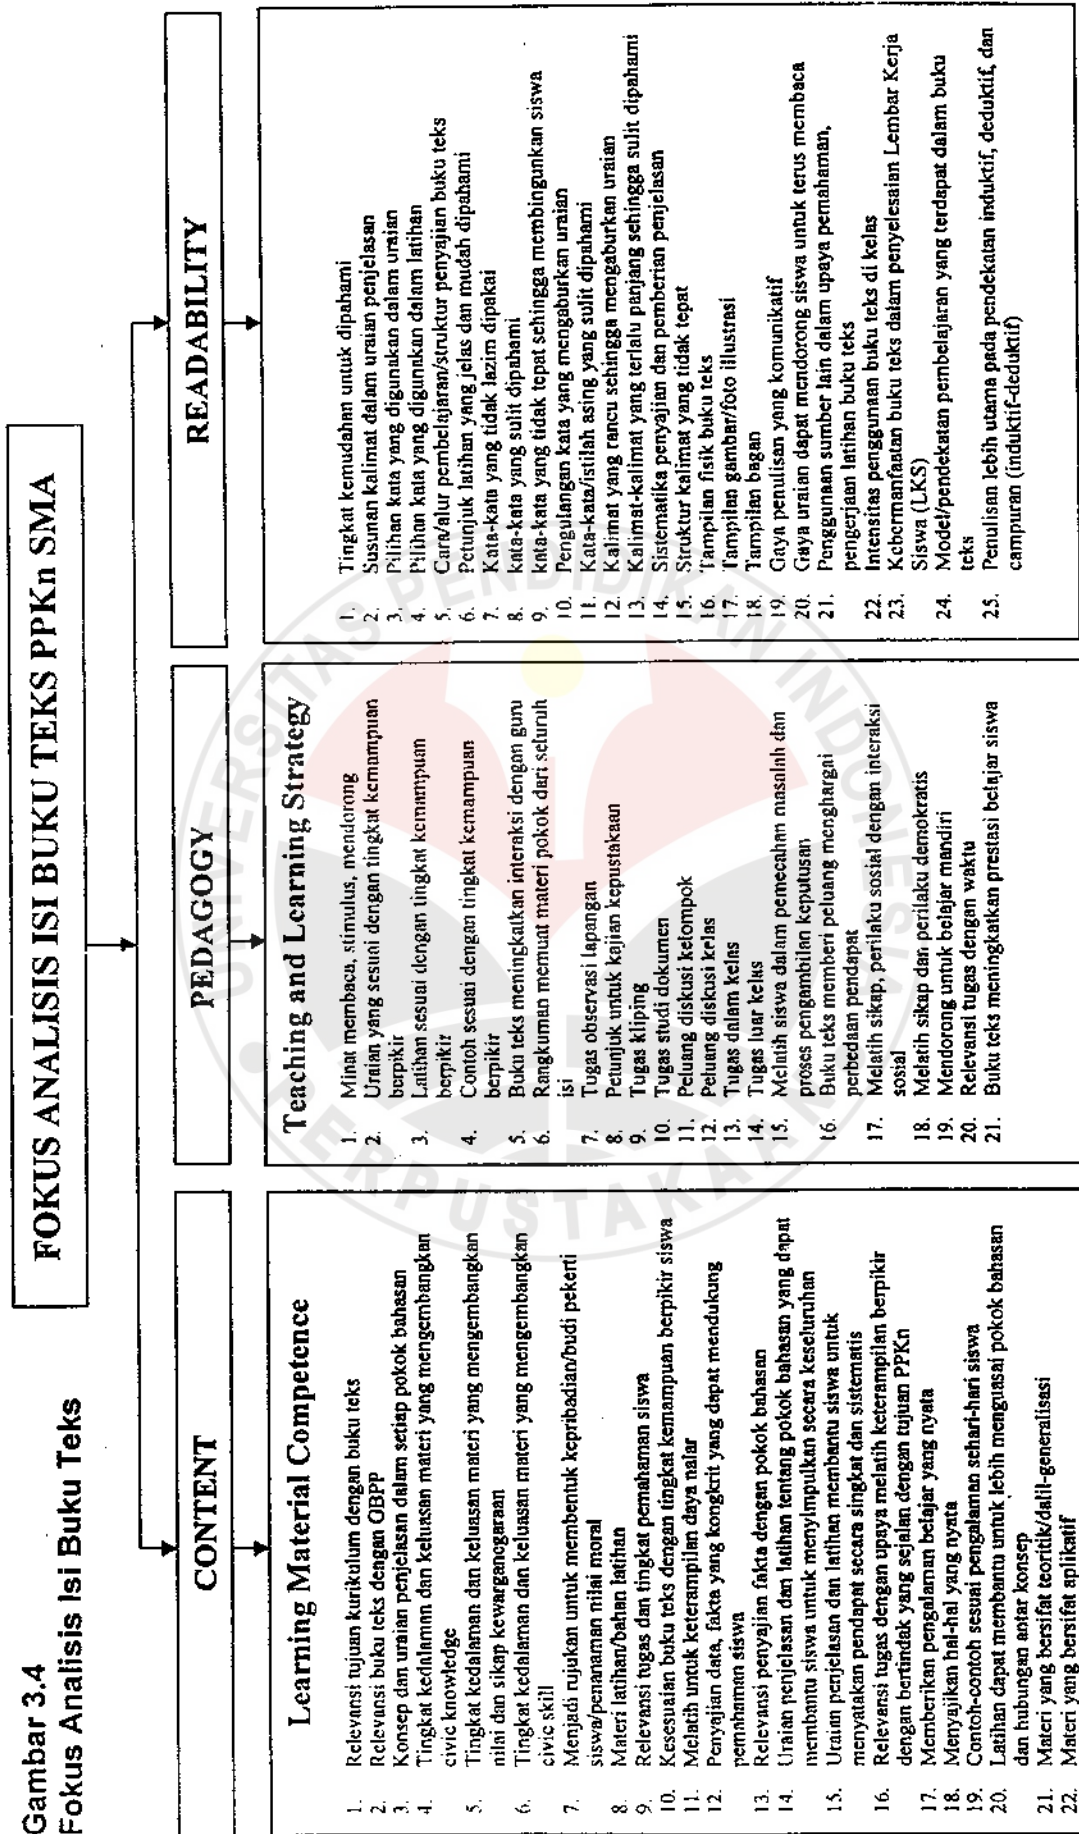 Gambar 3.4
Fokus Analisis Isi Buku Teks
FOKUS ANALISIS ISI BUKU TEKS PPKn SMA
CONTENT
Learning Material Competence
1. Relevansi tujuan kurikulum dengan buku teks
2. Relevansi buku teks dengan OBPP
3. Konsep dan uraian penjelasan dalam setiap pokok bahasan
4. Tingkat kedalaman dan keluasan materi yang mengembangkan
civic knowledge
5. Tingkat kedalaman dan keluasan materi yang mengembangkan
nilai dan sikap kewarganegaraan
6. Tingkat kedalaman dan keluasan materi yang mengembangkan
civic skill
7. Menjadi rujukan untuk membentuk kepribadian/budi pekerti
siswa/penanaman nilai moral
8. Materi latihan/bahan latihan
9. Relevansi tugas dan tingkat pemahaman siswa
10. Kesesuaian buku teks dengan tingkat kemampuan berpikir siswa
11. Melatih untuk keterampilan daya nalar
12. Penyajian data, fakta yang kongkrit yang dapat mendukung
pemahaman siswa
13. Relevansi penyajian fakta dengan pokok bahasan
14. Uraian penjelasan dan latihan tentang pokok bahasan yang dapat
membantu siswa untuk menyimpulkan secara keseluruhan
15. Uraian penjelasan dan latihan membantu siswa untuk
menyatakan pendapat secara singkat dan sistematis
16. Relevansi tugas dengan upaya melatih keterampilan berpikir
dengan bertindak yang sejalan dengan tujuan PPKn
17. Memberikan pengalaman belajar yang nyata
18. Menyajikan hal-hal yang nyata
19. Contoh-contoh sesuai pengalaman sehari-hari siswa
20. Latihan dapat membantu untuk lebih menguasai pokok bahasan
dan hubungan antar konsep
21. Materi yang bersifat teoritik/dalil-generalisasi
22. Materi yang bersifat aplikatif
PEDAGOGY
Teaching and Learning Strategy
1. Minat membaca, stimulus, mendorong
2. Uraian yang sesuai dengan tingkat kemampuan
berpikir
3. Latihan sesuai dengan tingkat kemampuan
berpikir
4. Contoh sesuai dengan tingkat kemampuan
berpikir
5. Buku teks meningkatkan interaksi dengan guru
6. Rangkuman memuat materi pokok dari seluruh
isi
7. Tugas observasi lapangan
8. Petunjuk untuk kajian kepustakaan
9. Tugas kliping
10. Tugas studi dokumen
11. Peluang diskusi kelompok
12. Peluang diskusi kelas
13. Tugas dalam kelas
14. Tugas luar kelas
15. Melatih siswa dalam pemecahan masalah dan
proses pengambilan keputusan
16. Buku teks memberi peluang menghargai
perbedaan pendapat
17. Melatih sikap, perilaku sosial dengan interaksi
sosial
18. Melatih sikap dan perilaku demokratis
19. Mendorong untuk belajar mandiri
20. Relevansi tugas dengan waktu
21. Buku teks meningkatkan prestasi belajar siswa
READABILITY
1. Tingkat kemudahan untuk dipahami
2. Susunan kalimat dalam uraian penjelasan
3. Pilihan kata yang digunakan dalam uraian
4. Pilihan kata yang digunakan dalam latihan
5. Cara/alur pembelajaran/struktur penyajian buku teks
6. Petunjuk latihan yang jelas dan mudah dipahami
7. Kata-kata yang tidak lazim dipakai
8. kata-kata yang sulit dipahami
9. kata-kata yang tidak tepat sehingga membingunkan siswa
10. Pengulangan kata yang mengaburkan uraian
11. Kata-kata/istilah asing yang sulit dipahami
12. Kalimat yang rancu sehingga mengaburkan uraian
13. Kalimat-kalimat yang terlalu panjang sehingga sulit dipahami
14. Sistematika penyajian dan pemberian penjelasan
15. Struktur kalimat yang tidak tepat
16. Tampilan fisik buku teks
17. Tampilan gambar/foto illustrasi
18. Tampilan bagan
19. Gaya penulisan yang komunikatif
20. Gaya uraian dapat mendorong siswa untuk terus membaca
21. Penggunaan sumber lain dalam upaya pemahaman,
pengerjaan latihan buku teks
22. Intensitas penggunaan buku teks di kelas
23. Kebermanfaatan buku teks dalam penyelesaian Lembar Kerja
Siswa (LKS)
24. Model/pendekatan pembelajaran yang terdapat dalam buku
teks
25. Penulisan lebih utama pada pendekatan induktif, deduktif, dan
campuran (induktif-deduktif)
UNIVERSITAS PENDIDIKAN INDONESIA
PERPUSTAKAAN